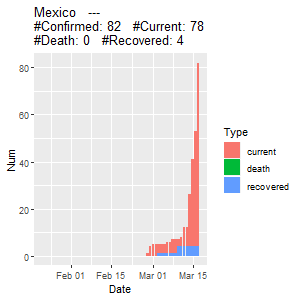 Mexico   ---
#Confirmed: 82   #Current: 78
#Death: 0   #Recovered: 4
80
60
40
20
0
Num
Feb 01
Feb 15
Mar 01
Mar 15
Date
Type
current
death
recovered